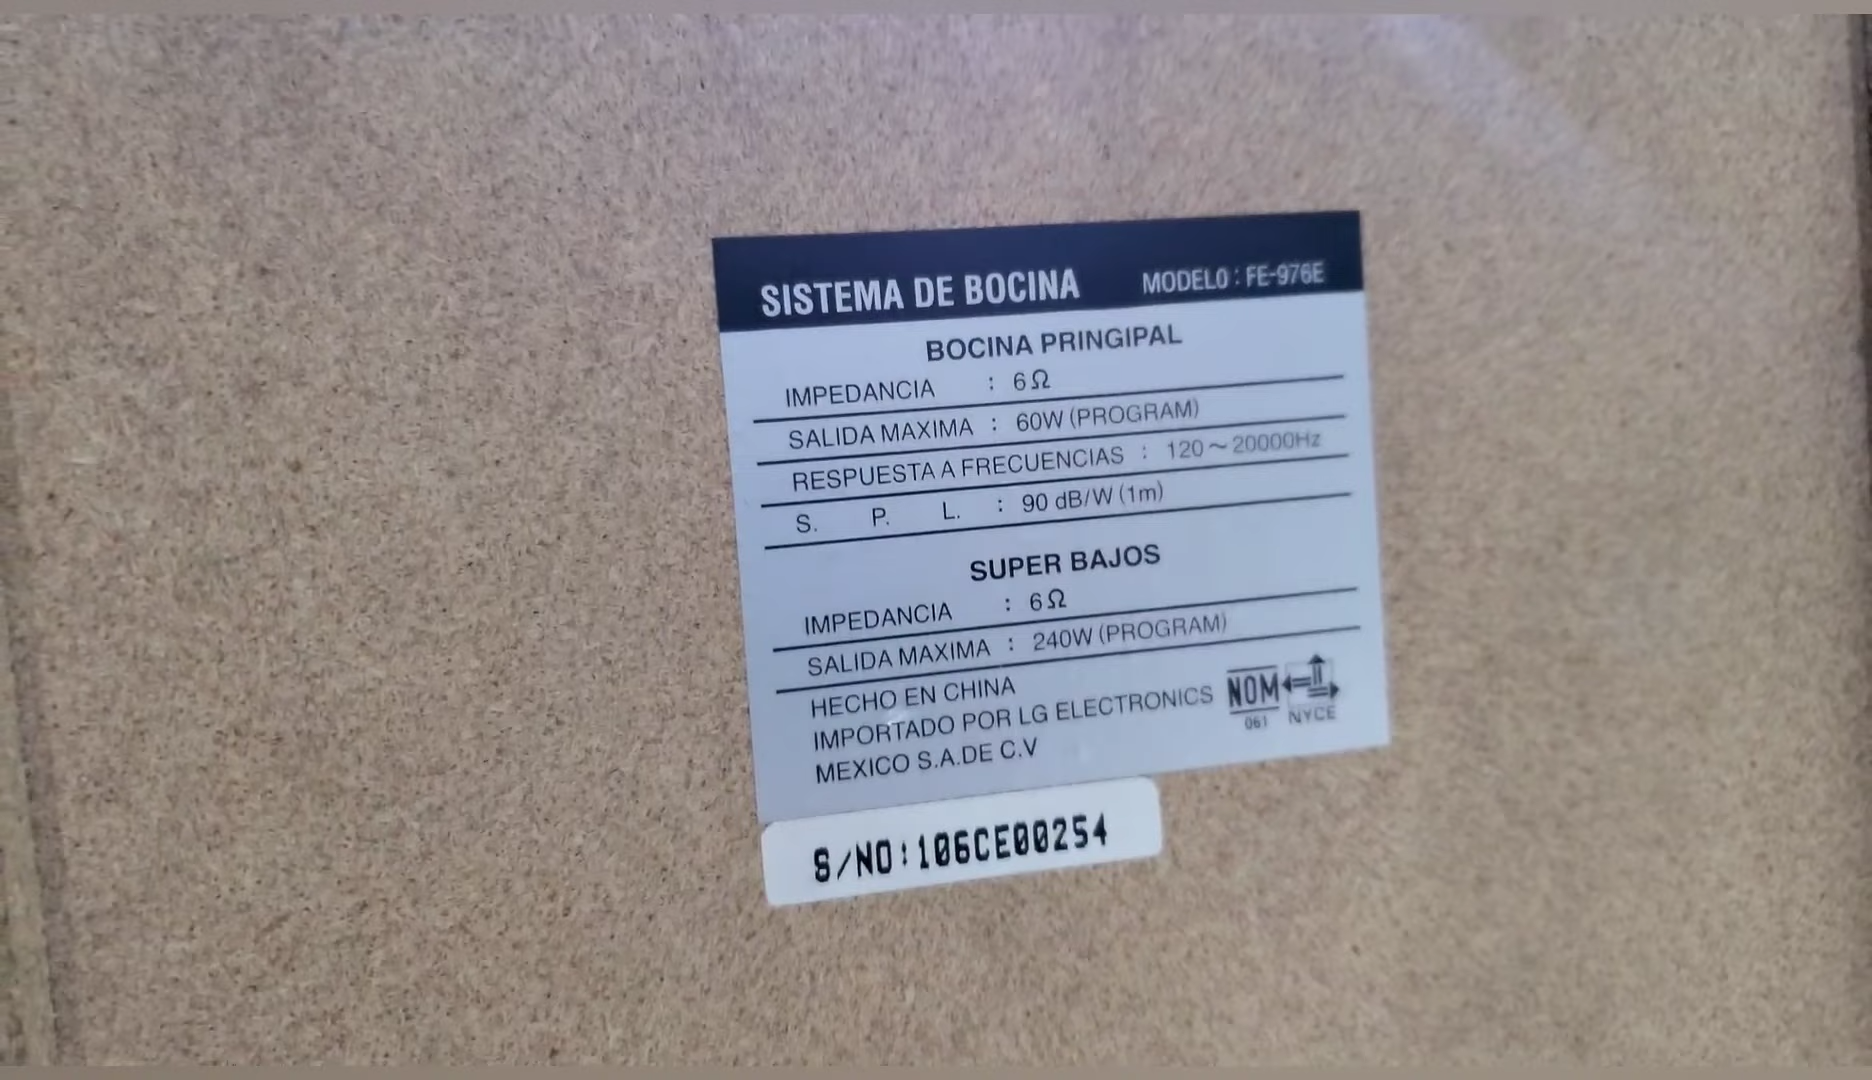 SISTEMA DE BOCINA MODELO : FE-976E
BOCINA PRINGIPAL
IMPEDANCIA : 6Ω
SALIDA MAXIMA : 60W (PROGRAM)
RESPUESTA A FRECUENCIAS : 120～20000Hz
S. P. L. : 90 dB/W (1m)
SUPER BAJOS
IMPEDANCIA : 6Ω
SALIDA MAXIMA : 240W (PROGRAM)
HECHO EN CHINA
IMPORTADO POR LG ELECTRONICS
MEXICO S.A.DE C.V
NOM
061 NYCE
S/NO:106CE00254